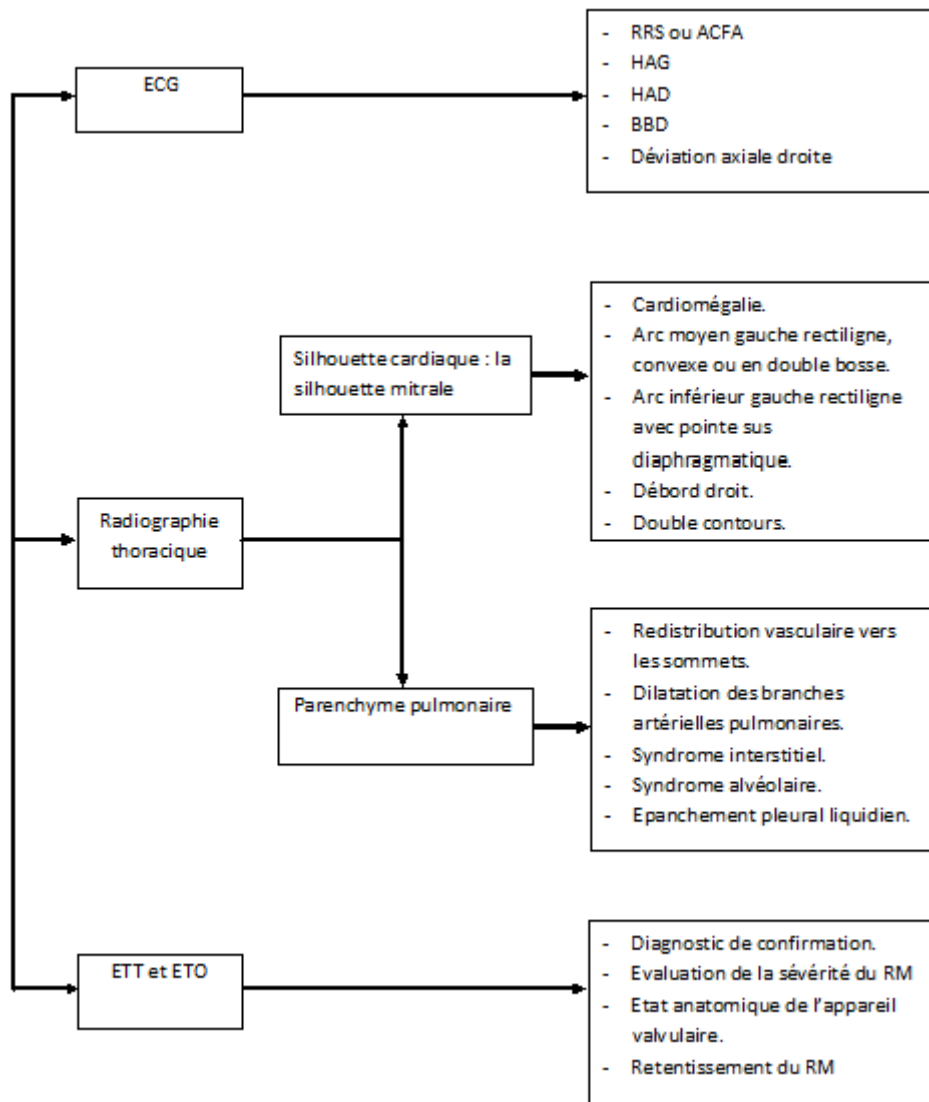 ECG
- RRS ou ACFA
- HAG
- HAD
- BBD
- Déviation axiale droite
Radiographie
thoracique
Silhouette cardiaque : la
silhouette mitrale
- Cardiomégalie.
- Arc moyen gauche rectiligne,
convexe ou en double bosse.
- Arc inférieur gauche rectiligne
avec pointe sus
diaphragmatique.
- Débord droit.
- Double contours.
Parenchyme pulmonaire
- Redistribution vasculaire vers
les sommets.
- Dilatation des branches
artérielles pulmonaires.
- Syndrome interstitiel.
- Syndrome alvéolaire.
- Epanchement pleural liquidien.
ETT et ETO
- Diagnostic de confirmation.
- Evaluation de la sévérité du RM
- Etat anatomique de l’appareil
valvulaire.
- Retentissement du RM